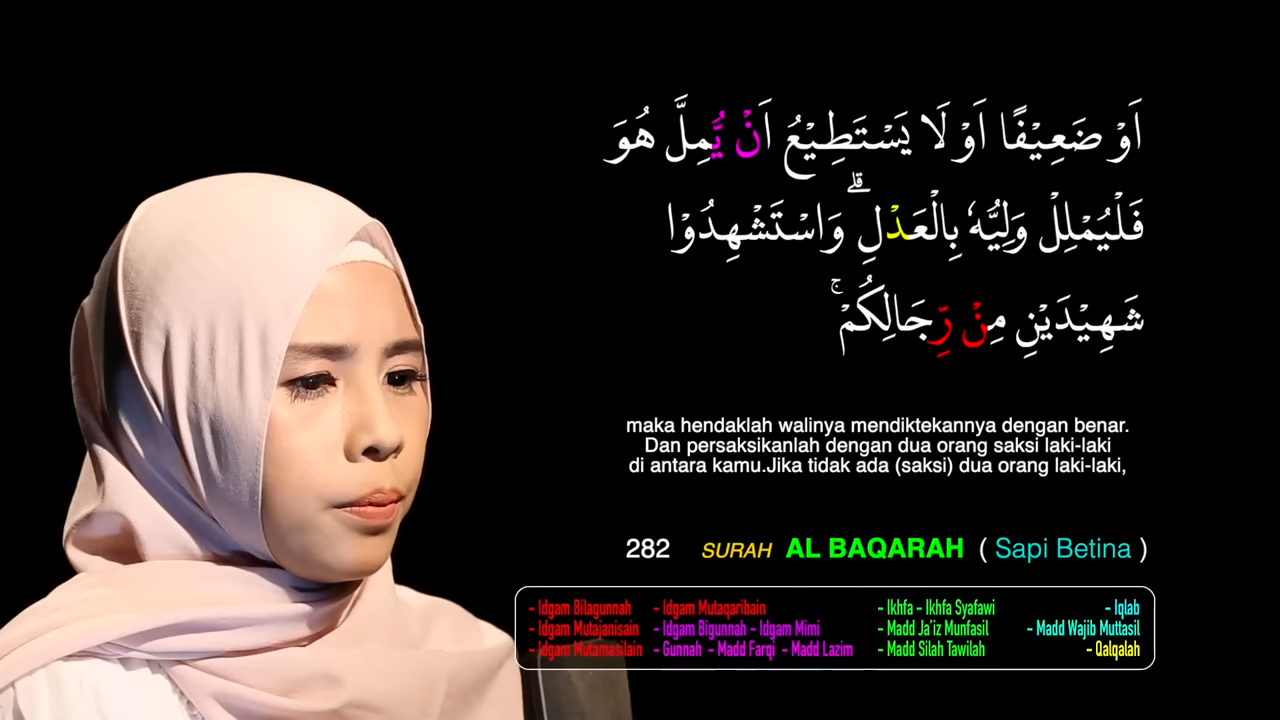 اَوْ ضَعِيْفًا اَوْ لَا يَسْتَطِيْعُ اَنْ يُّمِلَّ هُوَ
فَلْيُمْلِلْ وَلِيُّهٗ بِالْعَدْلِۗ وَاسْتَشْهِدُوْا
شَهِيْدَيْنِ مِنْ رِّجَالِكُمْۚ
maka hendaklah walinya mendiktekannya dengan benar.
Dan persaksikanlah dengan dua orang saksi laki-laki
di antara kamu.Jika tidak ada (saksi) dua orang laki-laki,
282 SURAH AL BAQARAH ( Sapi Betina )
- Idgam Bilagunnah - Idgam Mutaqaribain - Ikhfa - Ikhfa Syafawi - Iqlab
- Idgam Mutajanisain - Idgam Bigunnah - Idgam Mimi - Madd Ja'iz Munfasil - Madd Wajib Muttasil
- Idgam Mutamasilain - Gunnah - Madd Farqi - Madd Lazim - Madd Silah Tawilah - Qalqalah